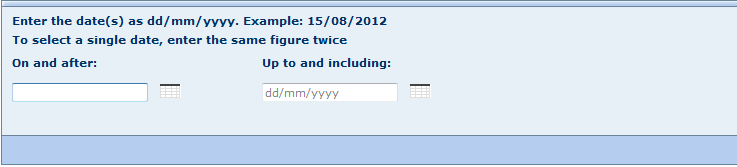 Enter the date(s) as dd/mm/yyyy. Example: 15/08/2012
To select a single date, enter the same figure twice
On and after:
Up to and including:
dd/mm/yyyy